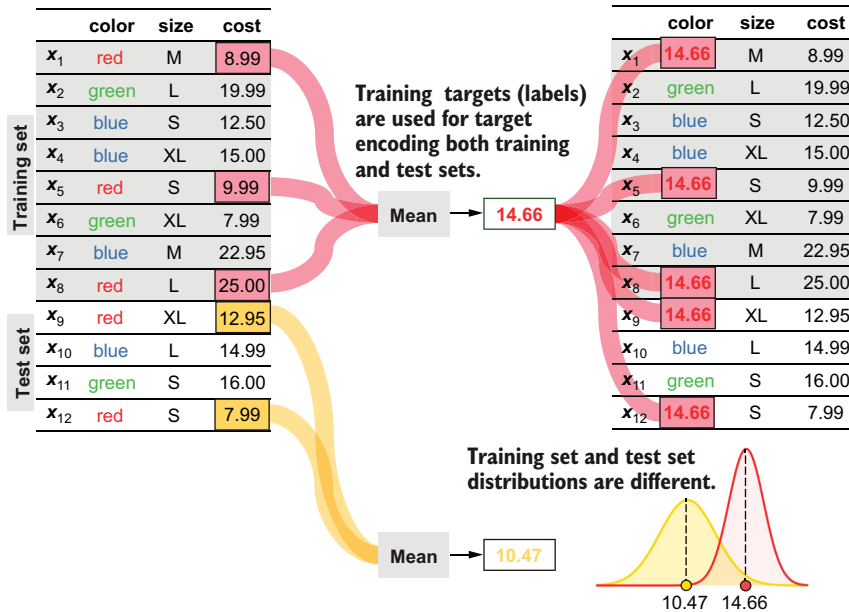 color size cost
x1 red M 8.99
x2 green L 19.99
x3 blue S 12.50
x4 blue XL 15.00
x5 red S 9.99
x6 green XL 7.99
x7 blue M 22.95
x8 red L 25.00
x9 red XL 12.95
x10 blue L 14.99
x11 green S 16.00
x12 red S 7.99
Training set
Test set
Training targets (labels)
are used for target
encoding both training
and test sets.
Mean
14.66
color size cost
x1 14.66 M 8.99
x2 green L 19.99
x3 blue S 12.50
x4 blue XL 15.00
x5 14.66 S 9.99
x6 green XL 7.99
x7 blue M 22.95
x8 14.66 L 25.00
x9 14.66 XL 12.95
x10 blue L 14.99
x11 green S 16.00
x12 14.66 S 7.99
Mean
10.47
Training set and test set
distributions are different.
10.47 14.66